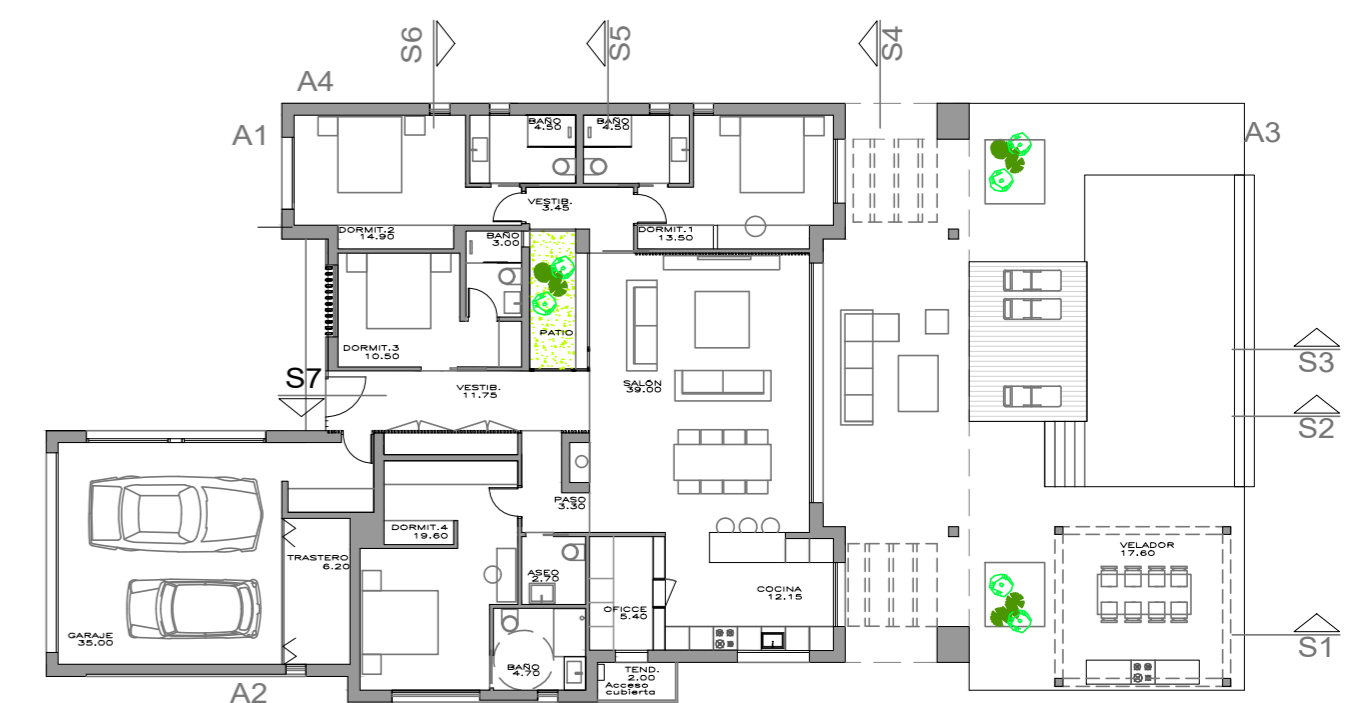 S6
S5
S4
A4
A1
A3
BAÑO
4.50
BAÑO
4.50
VESTIB.
3.45
DORMIT.2
14.90
BAÑO
3.00
DORMIT.1
13.50
PATIO
DORMIT.3
10.50
S7
VESTIB.
11.75
SALÓN
39.00
S3
S2
PASO
3.30
DORMIT.4
19.60
TRASTERO
6.20
VELADOR
17.60
ASEO
2.70
COCINA
12.15
OFICCE
5.40
GARAJE
35.00
S1
BAÑO
4.70
TEND.
2.00
Acceso
cubierta
A2